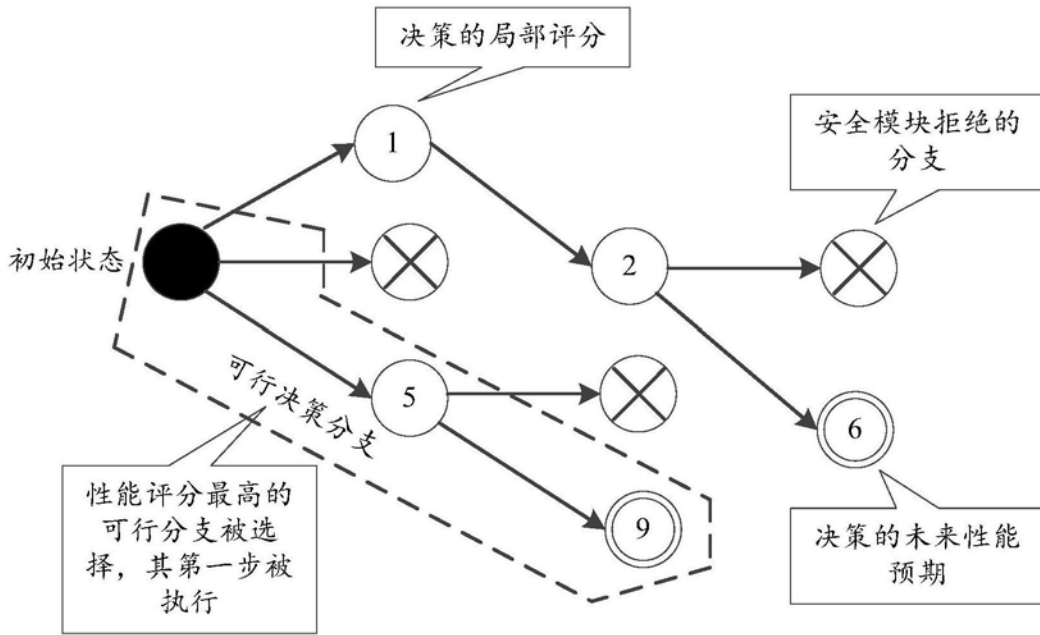 决策的局部评分
1
安全模块拒绝的
分支
初始状态
2
可行决策分支
5
6
性能评分最高的
可行分支被选
择，其第一步被
执行
9
决策的未来性能
预期